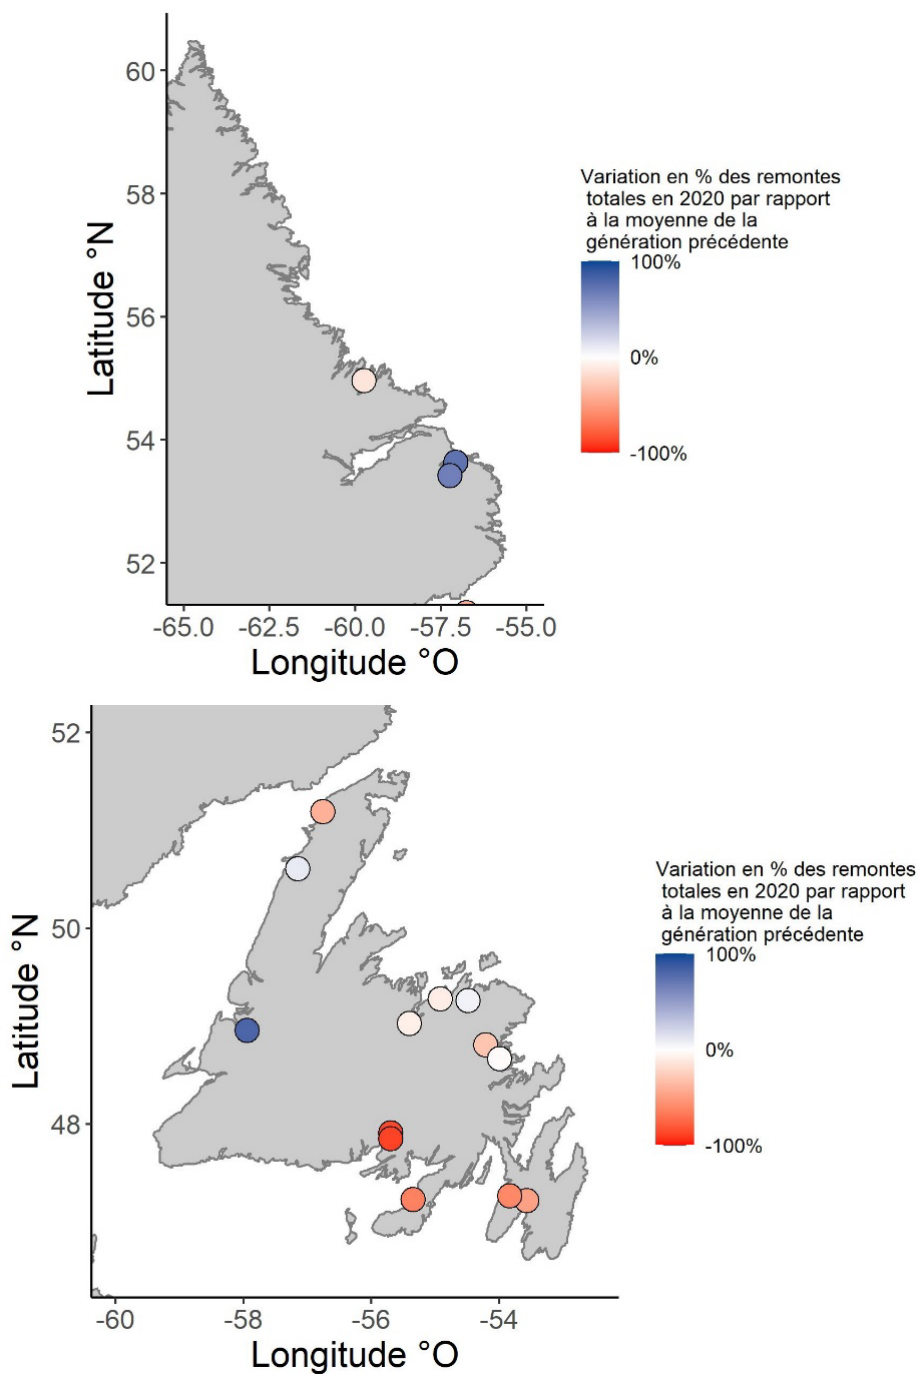 60
58
56
54
52
Latitude °N
-65.0 -62.5 -60.0 -57.5 -55.0
Longitude °O
Variation en % des remontes
totales en 2020 par rapport
à la moyenne de la
génération précédente
100%
0%
-100%
52
50
48
Latitude °N
-60 -58 -56 -54
Longitude °O
Variation en % des remontes
totales en 2020 par rapport
à la moyenne de la
génération précédente
100%
0%
-100%